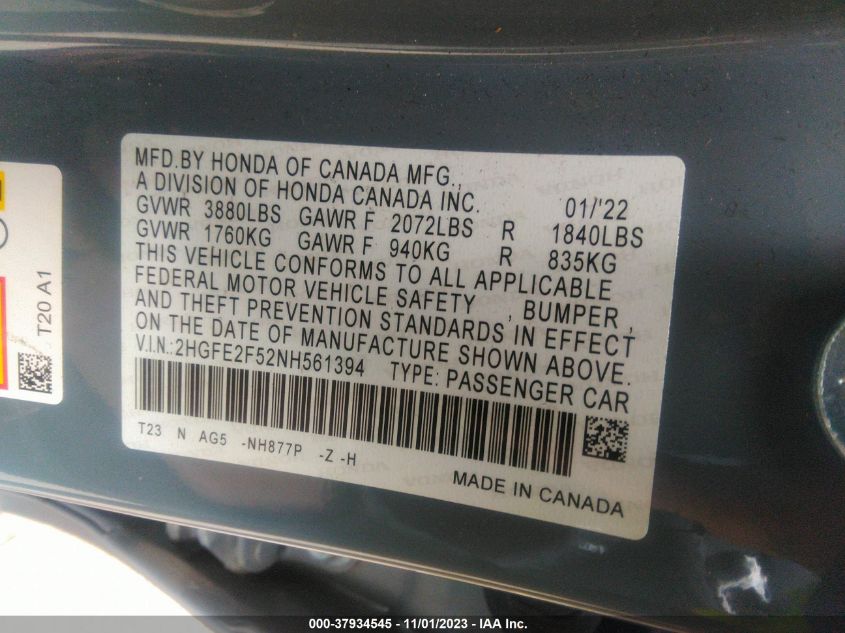 MFD.BY HONDA OF CANADA MFG.,
A DIVISION OF HONDA CANADA INC. 01/'22
GVWR 3880LBS GAWR F 2072LBS R 1840LBS
GVWR 1760KG GAWR F 940KG R 835KG
THIS VEHICLE CONFORMS TO ALL APPLICABLE
FEDERAL MOTOR VEHICLE SAFETY , BUMPER ,
AND THEFT PREVENTION STANDARDS IN EFFECT
ON THE DATE OF MANUFACTURE SHOWN ABOVE.
V.I.N.:2HGFE2F52NH561394 TYPE: PASSENGER CAR
T23 N AG5 -NH877P -Z -H
MADE IN CANADA
T20 A1
000-37934545 - 11/01/2023 - IAA Inc.